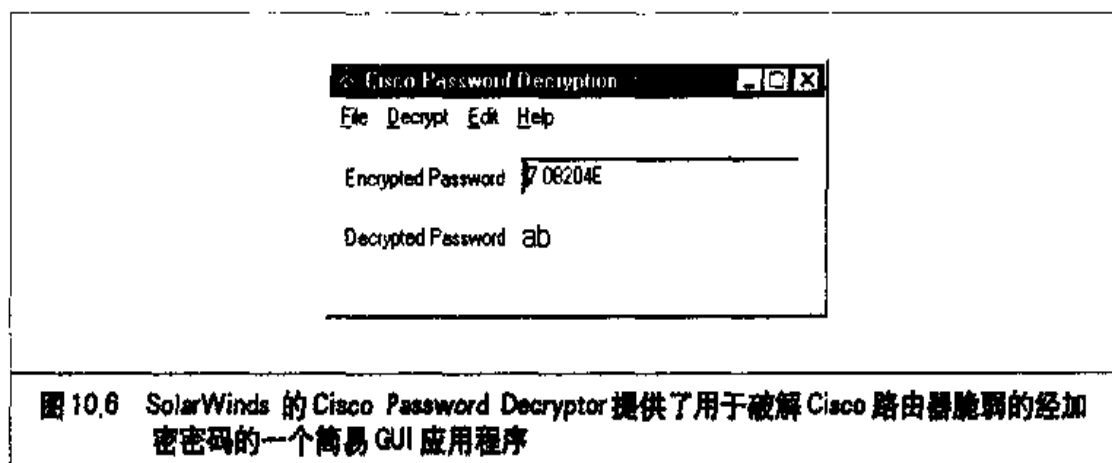 Cisco Password Decryption
File Decrypt Edit Help
Encrypted Password 7 08204E
Decrypted Password ab
图 10.6 SolarWinds 的 Cisco Password Decryptor 提供了用于破解 Cisco 路由器脆弱的经加
密密码的一个简易 GUI 应用程序